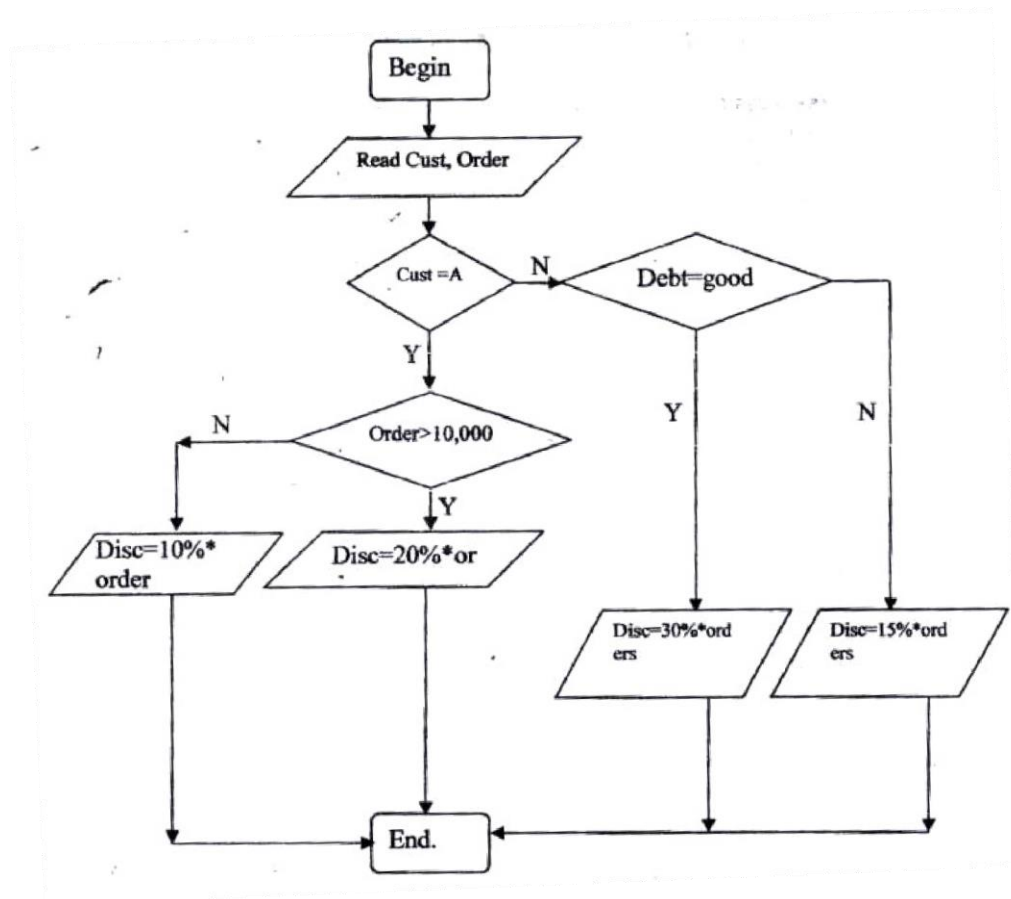 Begin
Read Cust, Order
Cust =A
N
Debt=good
Y
Y
N
N
Order>10,000
Y
Disc=10%*
order
Disc=20%*or
Disc=30%*ord
ers
Disc=15%*ord
ers
End.